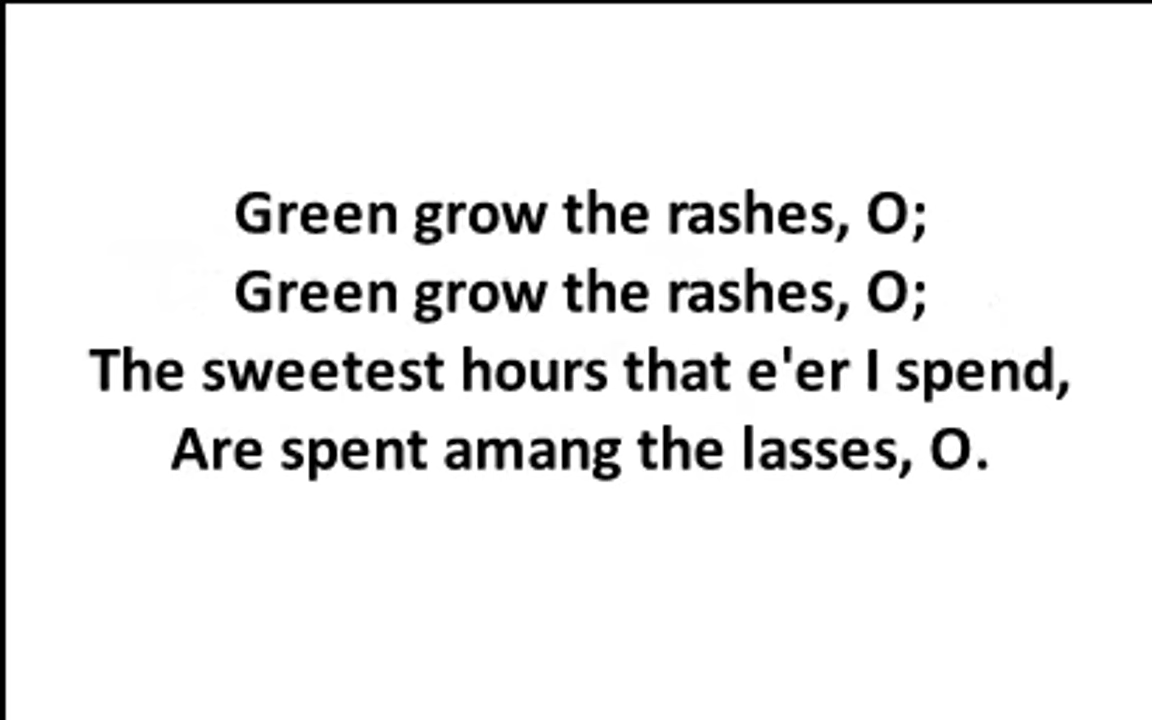 Green grow the rashes, O;
Green grow the rashes, O;
The sweetest hours that e'er I spend,
Are spent amang the lasses, O.